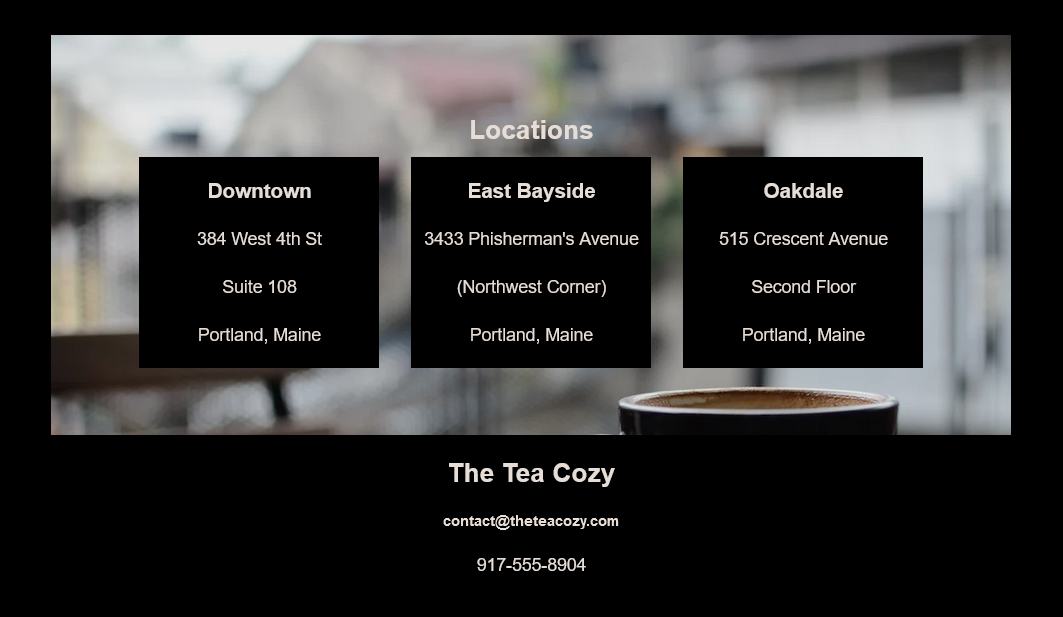 Locations
Downtown
384 West 4th St
Suite 108
Portland, Maine
East Bayside
3433 Phisherman's Avenue
(Northwest Corner)
Portland, Maine
Oakdale
515 Crescent Avenue
Second Floor
Portland, Maine
The Tea Cozy
contact@theteacozy.com
917-555-8904